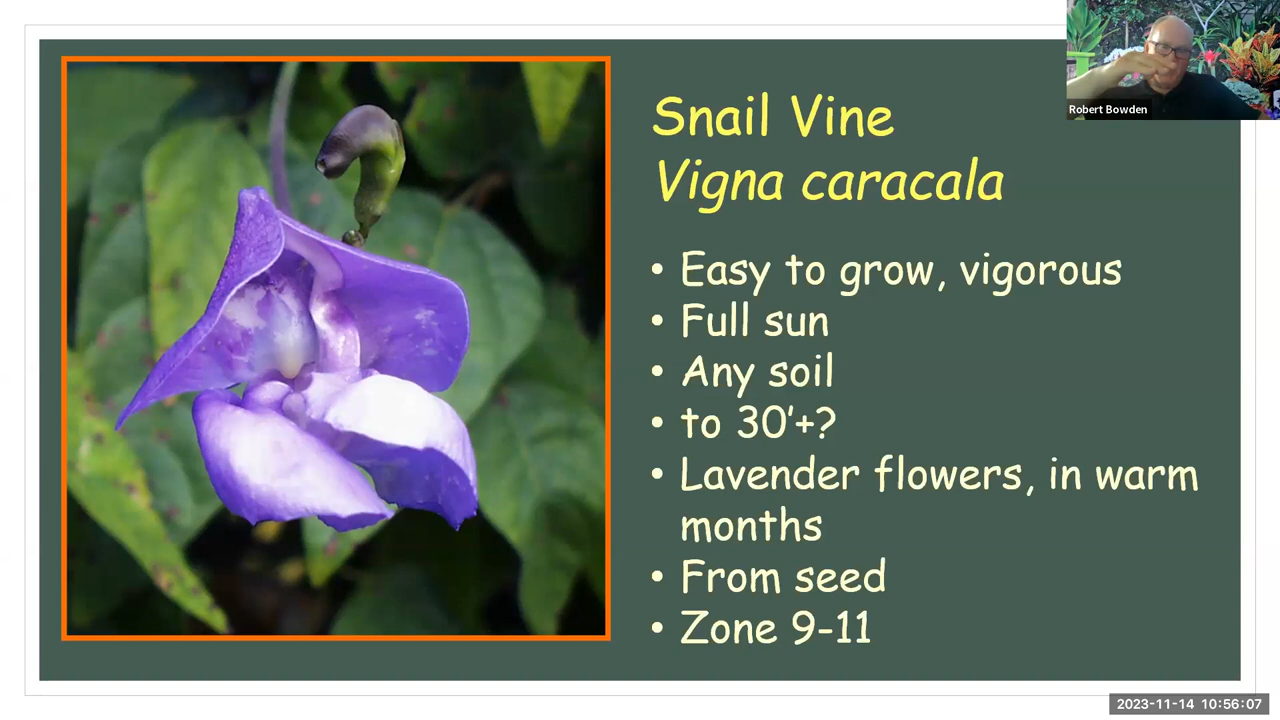 Robert Bowden
Snail Vine
Vigna caracala
• Easy to grow, vigorous
• Full sun
• Any soil
• to 30’+?
• Lavender flowers, in warm
months
• From seed
• Zone 9-11
2023-11-14 10:56:07